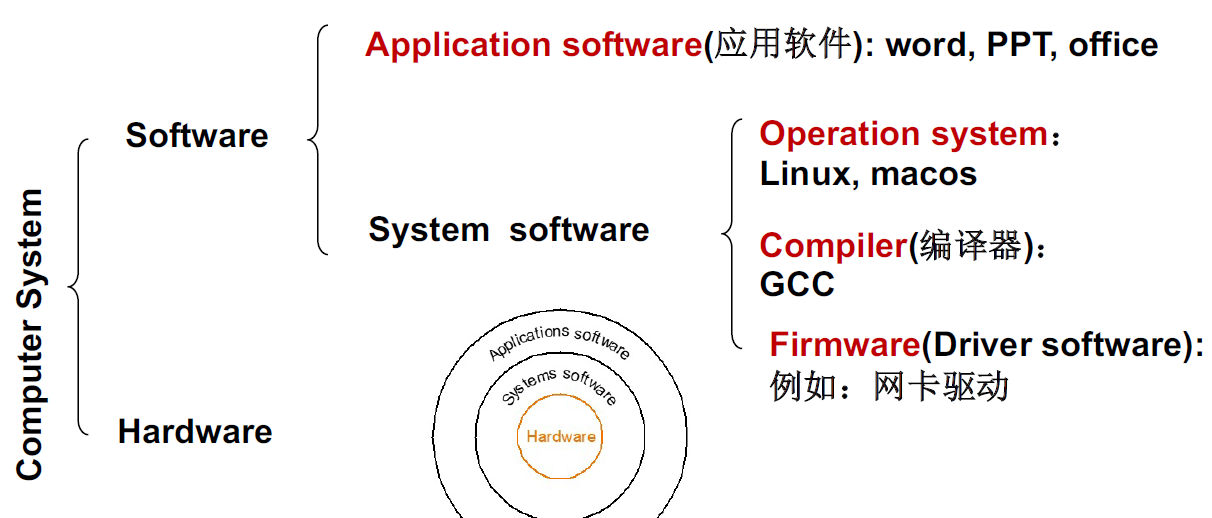 Application software(应用软件): word, PPT, office
Software
Operation system：
Linux, macos
System software
Compiler(编译器)：
GCC
Firmware(Driver software):
例如：网卡驱动
Computer System
Hardware
Applications software
Systems software
Hardware